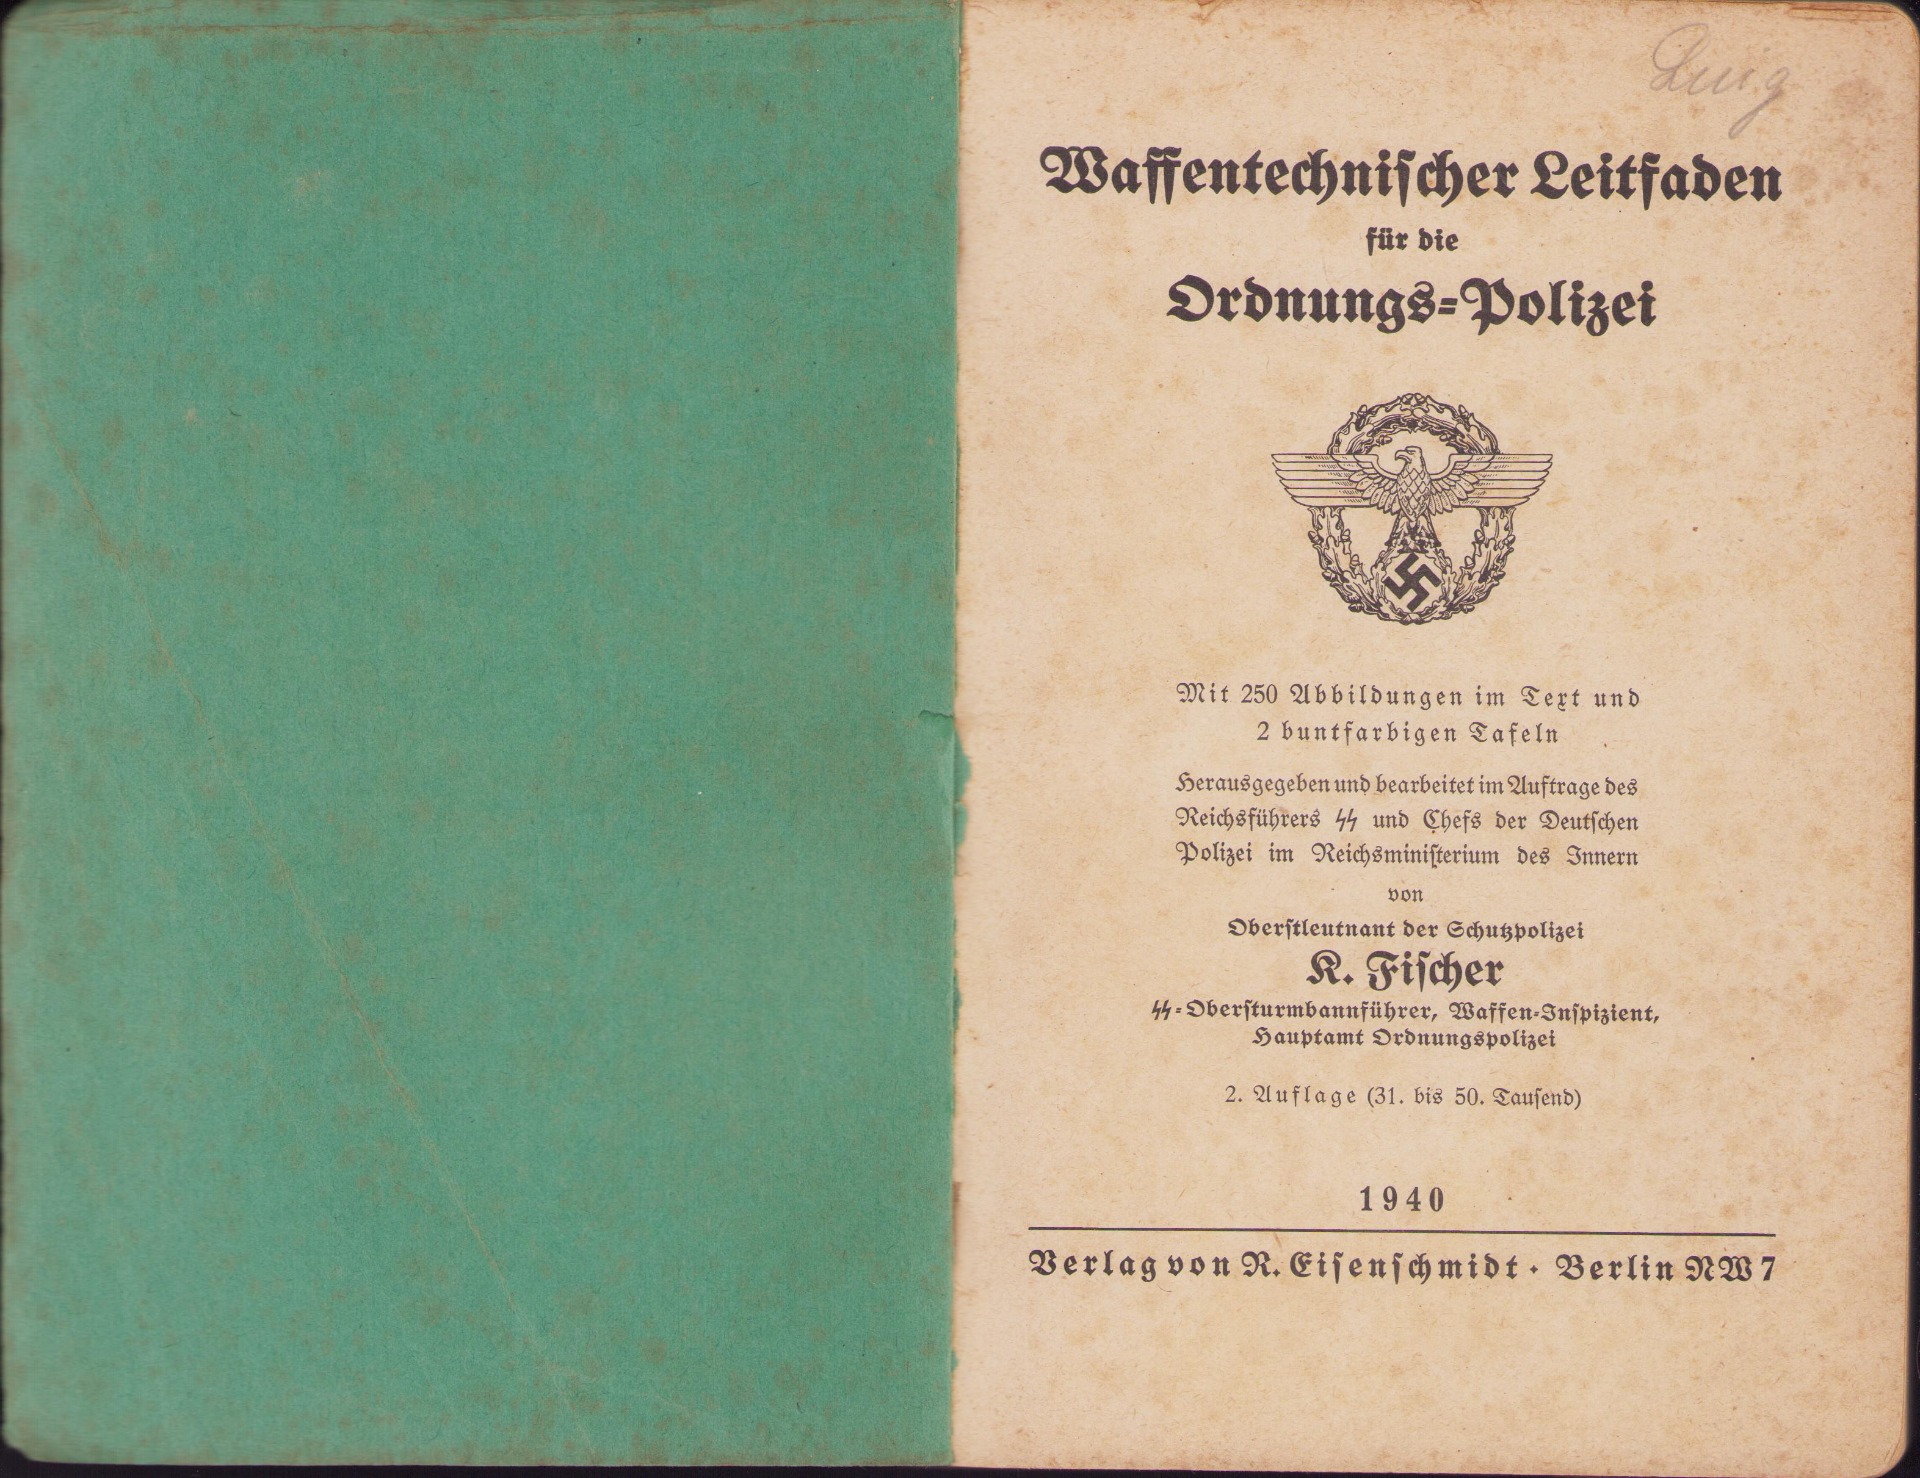 Waffentechnischer Leitfaden
für die
Ordnungs=Polizei
Mit 250 Abbildungen im Text und
2 buntfarbigen Tafeln
Herausgegeben und bearbeitet im Auftrage des
Reichsführers ᛋᛋ und Chefs der Deutschen
Polizei im Reichsministerium des Innern
von
Oberstleutnant der Schutzpolizei
K. Fischer
ᛋᛋ=Obersturmbannführer, Waffen=Inspizient,
Hauptamt Ordnungspolizei
2. Auflage (31. bis 50. Tausend)
1940
Verlag von R. Eisenschmidt · Berlin NW 7